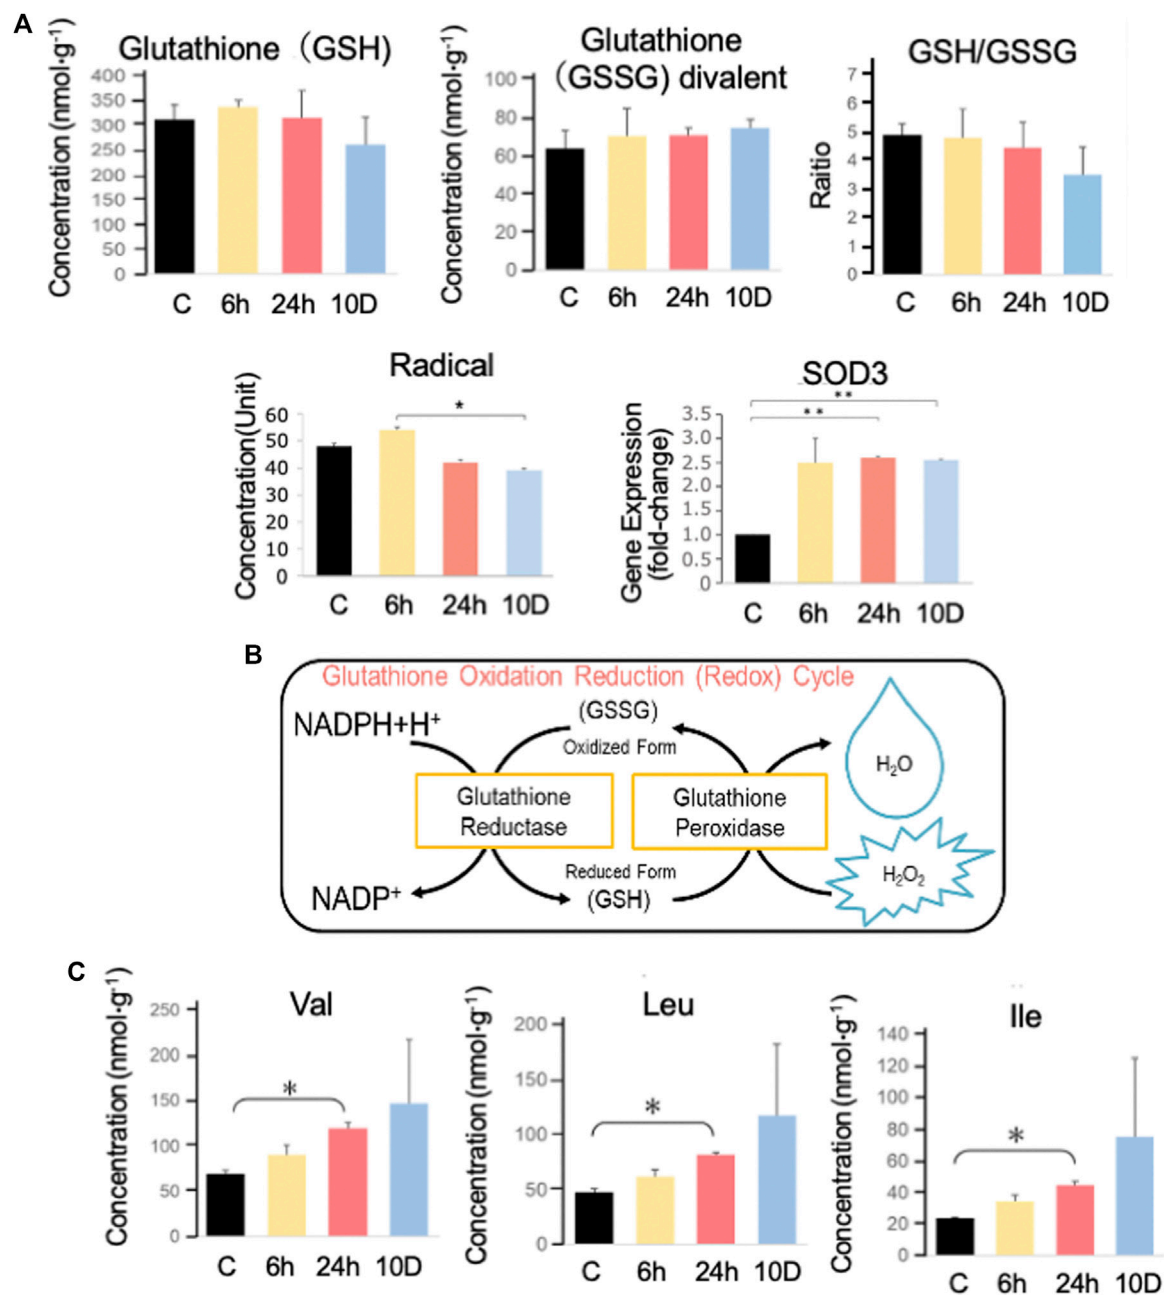 A
Glutathione (GSH)
Concentration (nmol·g-1)
400
350
300
250
200
150
100
50
0
C 6h 24h 10D
Glutathione
(GSSG) divalent
Concentration (nmol·g-1)
100
80
60
40
20
0
C 6h 24h 10D
GSH/GSSG
Raitio
7
6
5
4
3
2
1
0
C 6h 24h 10D
Radical
Concentration(Unit)
60
50
40
30
20
10
0
*
C 6h 24h 10D
SOD3
Gene Expression
(fold-change)
3.5
3.0
2.5
2.0
1.5
1.0
0.5
0
**
**
C 6h 24h 10D
B
Glutathione Oxidation Reduction (Redox) Cycle
NADPH+H+
(GSSG)
Oxidized Form
H2O
Glutathione
Reductase
Glutathione
Peroxidase
NADP+
Reduced Form
(GSH)
H2O2
C
Val
Concentration (nmol·g-1)
250
200
150
100
50
0
*
C 6h 24h 10D
Leu
Concentration (nmol·g-1)
200
150
100
50
0
*
C 6h 24h 10D
Ile
Concentration (nmol·g-1)
140
120
100
80
60
40
20
0
*
C 6h 24h 10D